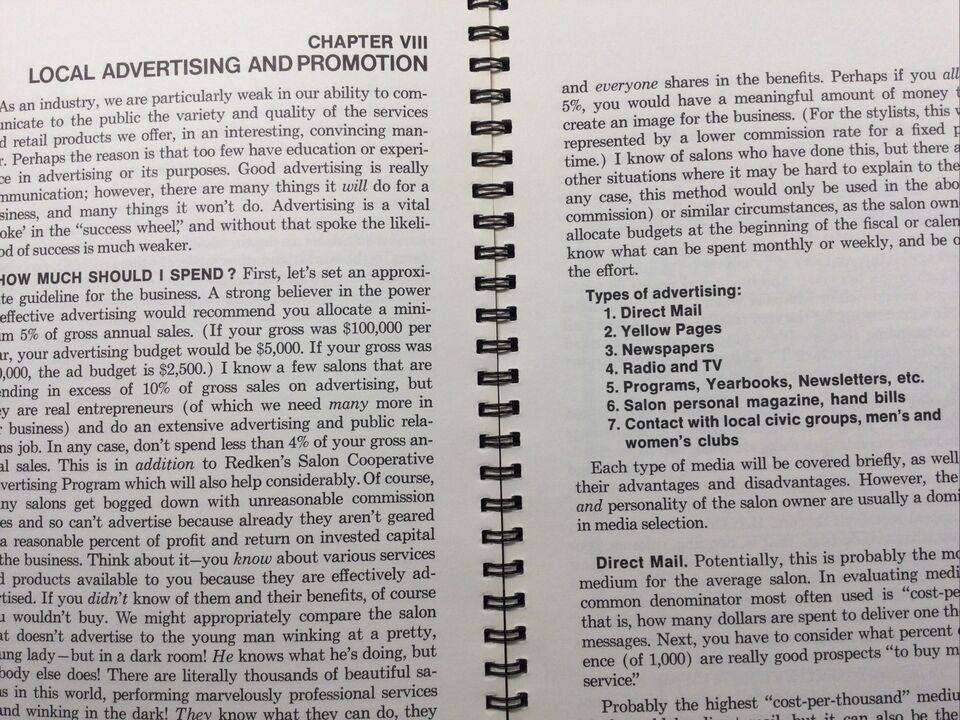 CHAPTER VIII
LOCAL ADVERTISING AND PROMOTION
As an industry, we are particularly weak in our ability to com-
unicate to the public the variety and quality of the services
d retail products we offer, in an interesting, convincing man-
r. Perhaps the reason is that too few have education or experi-
ce in advertising or its purposes. Good advertising is really
mmunication; however, there are many things it will do for a
siness, and many things it won't do. Advertising is a vital
oke' in the "success wheel," and without that spoke the likeli-
od of success is much weaker.
HOW MUCH SHOULD I SPEND? First, let's set an approxi-
te guideline for the business. A strong believer in the power
effective advertising would recommend you allocate a mini-
um 5% of gross annual sales. (If your gross was $100,000 per
ar, your advertising budget would be $5,000. If your gross was
0,000, the ad budget is $2,500.) I know a few salons that are
ending in excess of 10% of gross sales on advertising, but
ey are real entrepreneurs (of which we need many more in
r business) and do an extensive advertising and public rela-
ns job. In any case, don't spend less than 4% of your gross an-
al sales. This is in addition to Redken's Salon Cooperative
vertising Program which will also help considerably. Of course,
ny salons get bogged down with unreasonable commission
es and so can't advertise because already they aren't geared
a reasonable percent of profit and return on invested capital
the business. Think about it—you know about various services
d products available to you because they are effectively ad-
rtised. If you didn't know of them and their benefits, of course
u wouldn't buy. We might appropriately compare the salon
at doesn't advertise to the young man winking at a pretty,
ung lady—but in a dark room! He knows what he's doing, but
body else does! There are literally thousands of beautiful sa-
ns in this world, performing marvelously professional services
and winking in the dark! They know what they can do, they
and everyone shares in the benefits. Perhaps if you all
5%, you would have a meaningful amount of money t
create an image for the business. (For the stylists, this w
represented by a lower commission rate for a fixed p
time.) I know of salons who have done this, but there a
other situations where it may be hard to explain to the
any case, this method would only be used in the abo
commission) or similar circumstances, as the salon own
allocate budgets at the beginning of the fiscal or calen
know what can be spent monthly or weekly, and be o
the effort.
Types of advertising:
1. Direct Mail
2. Yellow Pages
3. Newspapers
4. Radio and TV
5. Programs, Yearbooks, Newsletters, etc.
6. Salon personal magazine, hand bills
7. Contact with local civic groups, men's and
women's clubs
Each type of media will be covered briefly, as well
their advantages and disadvantages. However, the
and personality of the salon owner are usually a domi
in media selection.
Direct Mail. Potentially, this is probably the mo
medium for the average salon. In evaluating medi
common denominator most often used is "cost-pe
that is, how many dollars are spent to deliver one th
messages. Next, you have to consider what percent
ence (of 1,000) are really good prospects "to buy m
service."
Probably the highest "cost-per-thousand" mediu